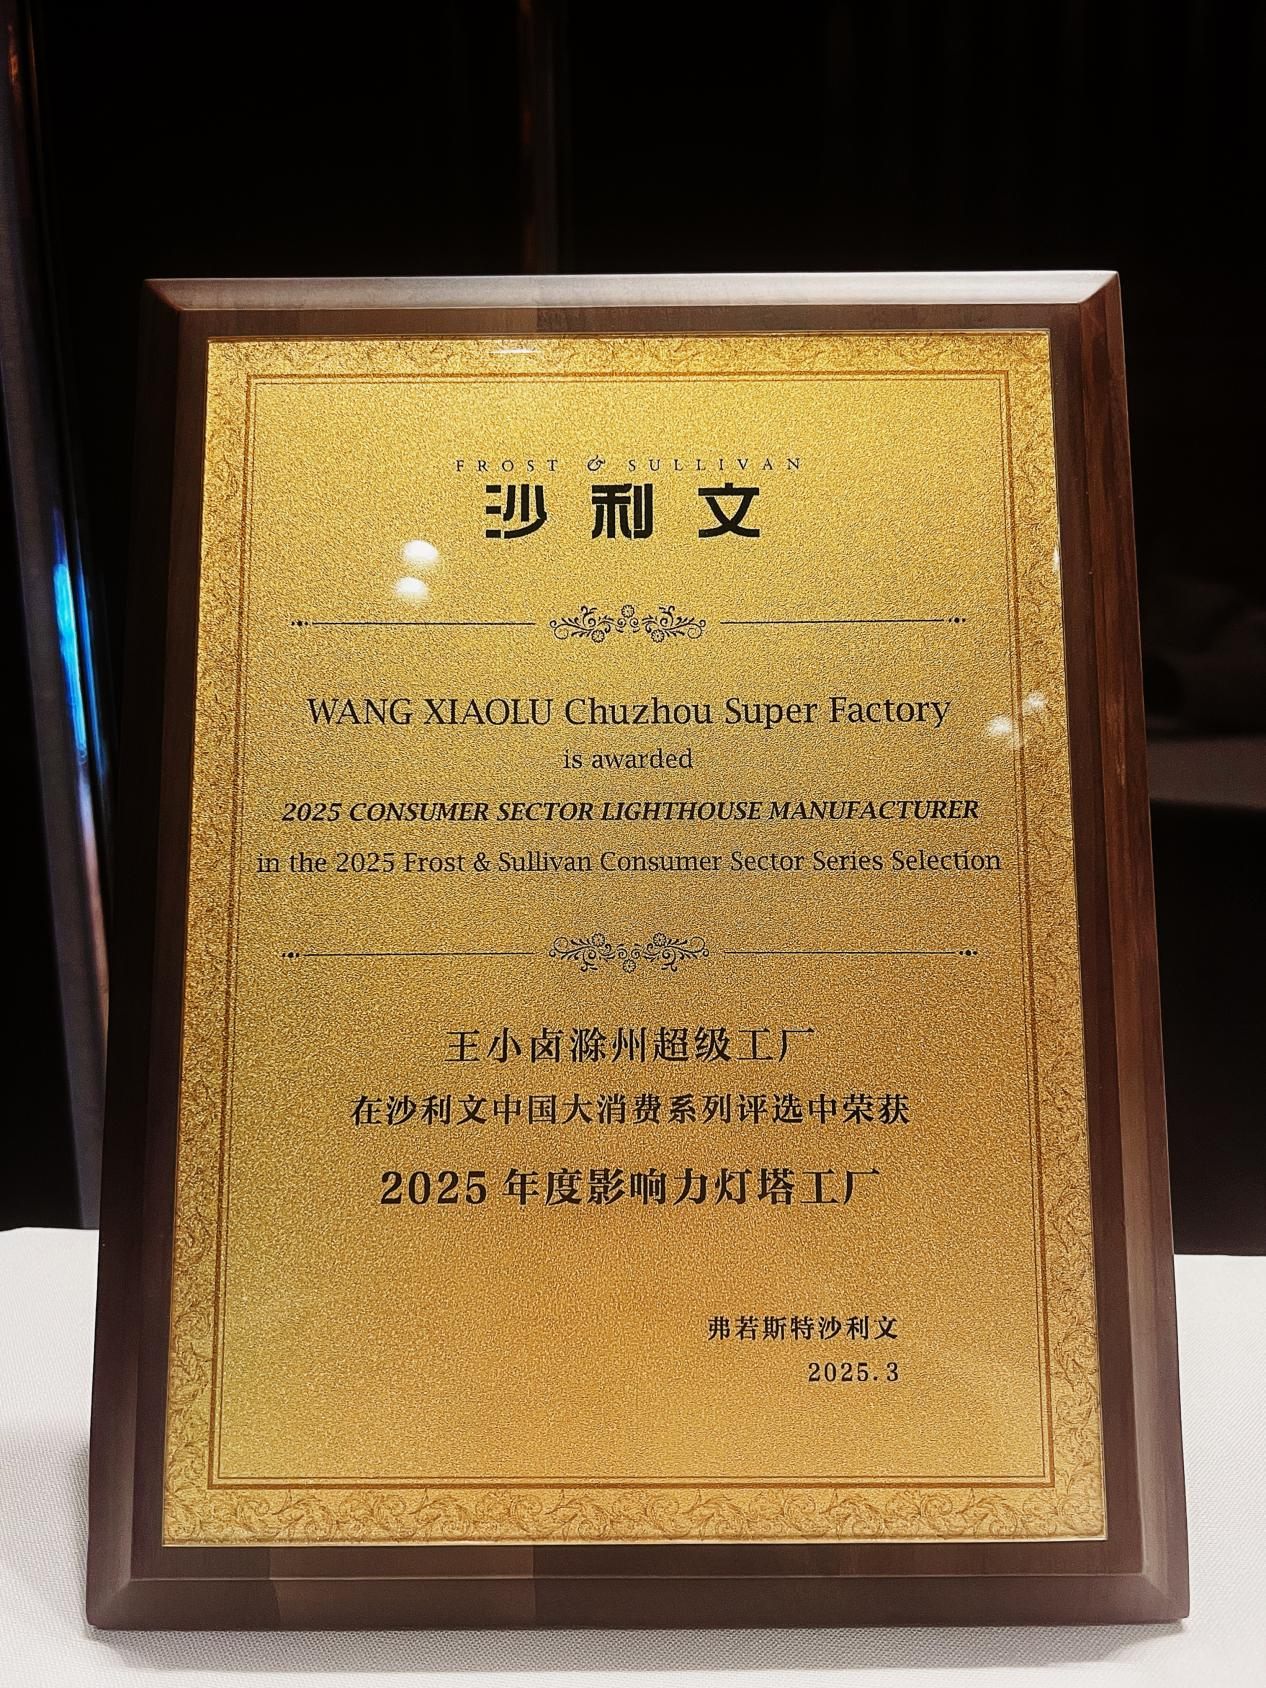 FROST & SULLIVAN
沙利文
WANG XIAOLU Chuzhou Super Factory
is awarded
2025 CONSUMER SECTOR LIGHTHOUSE MANUFACTURER
in the 2025 Frost & Sullivan Consumer Sector Series Selection
王小卤滁州超级工厂
在沙利文中国大消费系列评选中荣获
2025 年度影响力灯塔工厂
弗若斯特沙利文
2025.3